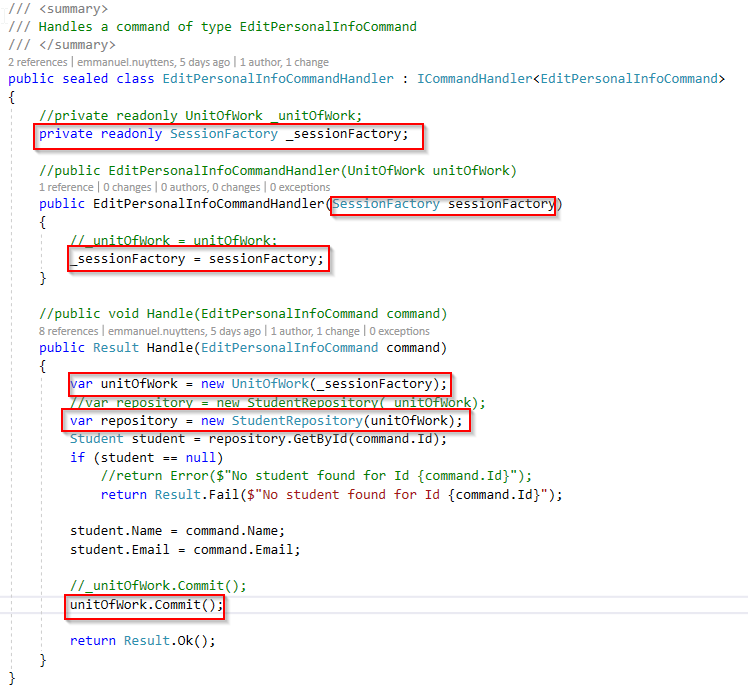 /// <summary>
/// Handles a command of type EditPersonalInfoCommand
/// </summary>
2 references | emmanuel.nuyttens, 5 days ago | 1 author, 1 change
public sealed class EditPersonalInfoCommandHandler : ICommandHandler<EditPersonalInfoCommand>
{
//private readonly UnitOfWork _unitOfWork;
private readonly SessionFactory _sessionFactory;
//public EditPersonalInfoCommandHandler(UnitOfWork unitOfWork)
1 reference | 0 changes | 0 authors, 0 changes | 0 exceptions
public EditPersonalInfoCommandHandler(SessionFactory sessionFactory)
{
//_unitOfWork = unitOfWork;
_sessionFactory = sessionFactory;
}
//public void Handle(EditPersonalInfoCommand command)
8 references | emmanuel.nuyttens, 5 days ago | 1 author, 1 change | 0 exceptions
public Result Handle(EditPersonalInfoCommand command)
{
var unitOfWork = new UnitOfWork(_sessionFactory);
//var repository = new StudentRepository(_unitOfWork);
var repository = new StudentRepository(unitOfWork);
Student student = repository.GetById(command.Id);
if (student == null)
//return Error($"No student found for Id {command.Id}");
return Result.Fail($"No student found for Id {command.Id}");
student.Name = command.Name;
student.Email = command.Email;
//_unitOfWork.Commit();
unitOfWork.Commit();
return Result.Ok();
}
}